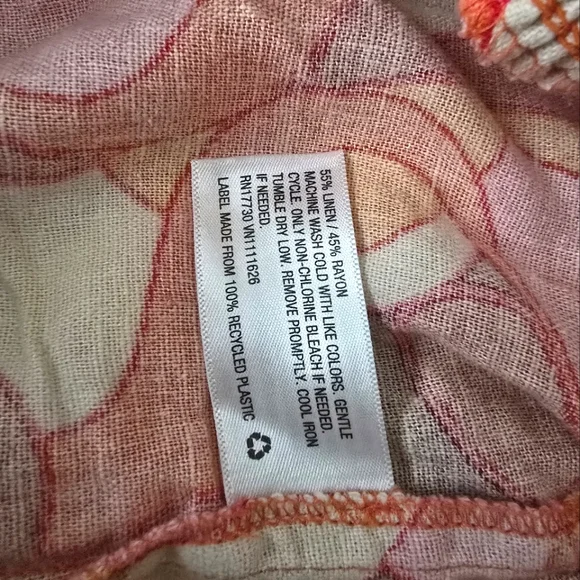 55% LINEN / 45% RAYON
MACHINE WASH COLD WITH LIKE COLORS. GENTLE
CYCLE. ONLY NON-CHLORINE BLEACH IF NEEDED.
TUMBLE DRY LOW. REMOVE PROMPTLY. COOL IRON
IF NEEDED.
RN17730 VN1111626
LABEL MADE FROM 100% RECYCLED PLASTIC